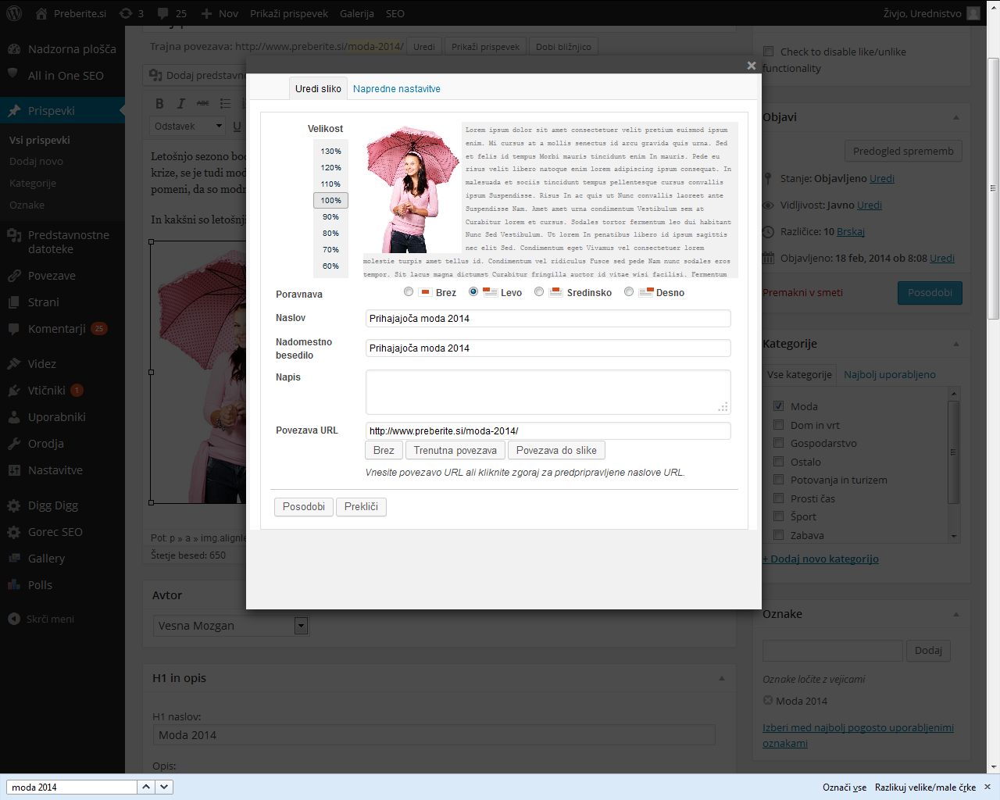 Preberite.si 3 25 Nov Prikaži prispevek Galerija SEO Živjo, Uredništvo
Nadzorna plošča
All in One SEO
Prispevki
Vsi prispevki
Dodaj novo
Kategorije
Oznake
Predstavnostne
datoteke
Povezave
Strani
Komentarji 25
Videz
Vtičniki 1
Uporabniki
Orodja
Nastavitve
Digg Digg
Gorec SEO
Gallery
Polls
Skrči meni
Trajna povezava: http://www.preberite.si/moda-2014/ Uredi Prikaži prispevek Dobi bližnjico
Dodaj predstavn
B I ABC
Odstavek U
Letošnjo sezono bo
krize, se je tudi mod
pomeni, da so modn
In kakšni so letošnji
Pot: p » a » img.alignle
Štetje besed: 650
Avtor
Vesna Mozgan
H1 in opis
H1 naslov:
Moda 2014
Opis:
Uredi sliko Napredne nastavitve
Velikost
130%
120%
110%
100%
90%
80%
70%
60%
Lorem ipsum dolor sit amet consectetuer velit pretium euismod ipsum
enim. Mi cursus at a mollis senectus id arcu gravida quis urna. Sed
et felis id tempus Morbi mauris tincidunt enim In mauris. Pede eu
risus velit libero natoque enim lorem adipiscing ipsum consequat. In
malesuada et sociis tincidunt tempus pellentesque cursus convallis
ipsum Suspendisse. Risus In ac quis ut Nunc convallis laoreet ante
Suspendisse Nam. Amet amet urna condimentum Vestibulum sem at
Curabitur lorem et cursus. Sodales tortor fermentum leo dui habitant
Nunc Sed Vestibulum. Ut lorem In penatibus libero id ipsum sagittis
nec elit Sed. Condimentum eget Vivamus vel consectetuer lorem
molestie turpis amet tellus id. Condimentum vel ridiculus Fusce sed pede Nam nunc sodales eros
tempor. Sit lacus magna dictumst Curabitur fringilla auctor id vitae wisi facilisi. Fermentum
Poravnava Brez Levo Sredinsko Desno
Naslov Prihajajoča moda 2014
Nadomestno
besedilo
Prihajajoča moda 2014
Napis
Povezava URL http://www.preberite.si/moda-2014/
Brez Trenutna povezava Povezava do slike
Vnesite povezavo URL ali kliknite zgoraj za predpripravljene naslove URL.
Posodobi Prekliči
Check to disable like/unlike
functionality
Objavi
Predogled sprememb
Stanje: Objavljeno Uredi
Vidljivost: Javno Uredi
Različice: 10 Brskaj
Objavljeno: 18 feb, 2014 ob 8:08 Uredi
Premakni v smeti Posodobi
Kategorije
Vse kategorije Najbolj uporabljeno
Moda
Dom in vrt
Gospodarstvo
Ostalo
Potovanja in turizem
Prosti čas
Šport
Zabava
+ Dodaj novo kategorijo
Oznake
Dodaj
Oznake ločite z vejicami
Moda 2014
Izberi med najbolj pogosto uporabljenimi
oznakami
moda 2014 Označi vse Razlikuj velike/male črke